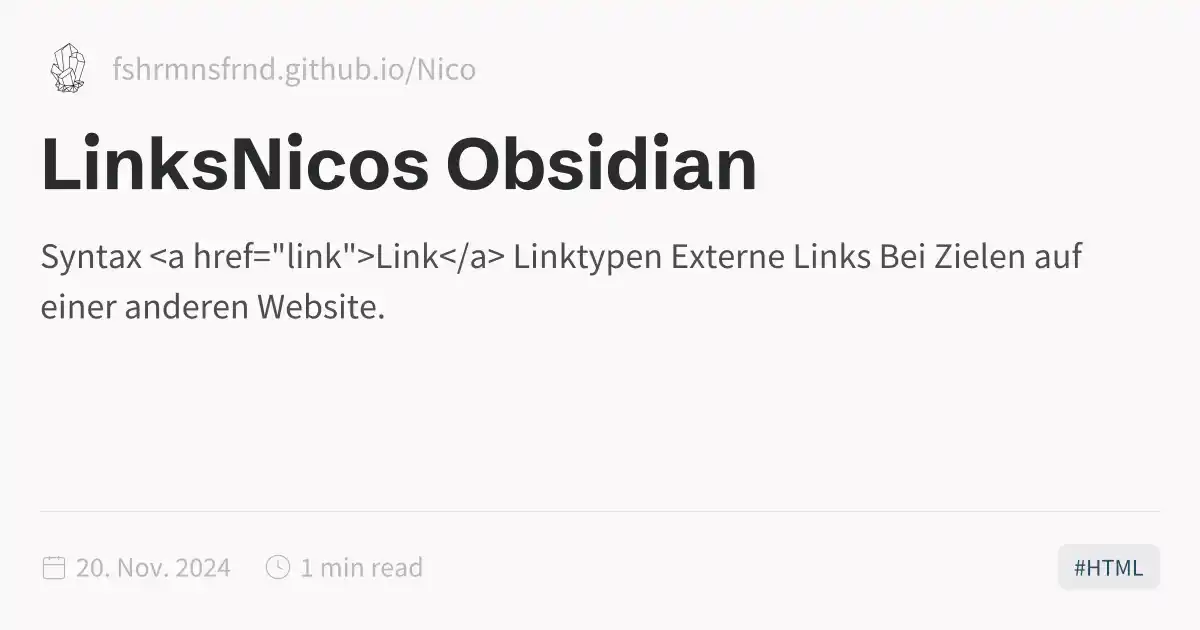 fshrmnsfrnd.github.io/Nico
LinksNicos Obsidian
Syntax <a href="link">Link</a> Linktypen Externe Links Bei Zielen auf
einer anderen Website.
20. Nov. 2024 1 min read #HTML